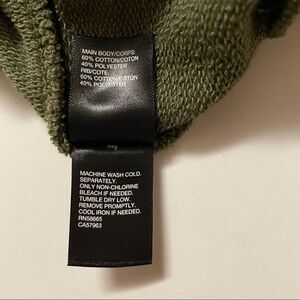 MAIN BODY/CORPS:
60% COTTON/COTON
40% POLYESTER
RIB/COTE:
60% COTTON/COTON
40% POLYESTER
MACHINE WASH COLD.
SEPARATELY.
ONLY NON-CHLORINE
BLEACH IF NEEDED.
TUMBLE DRY LOW.
REMOVE PROMPTLY.
COOL IRON IF NEEDED.
RN58665
CA57963